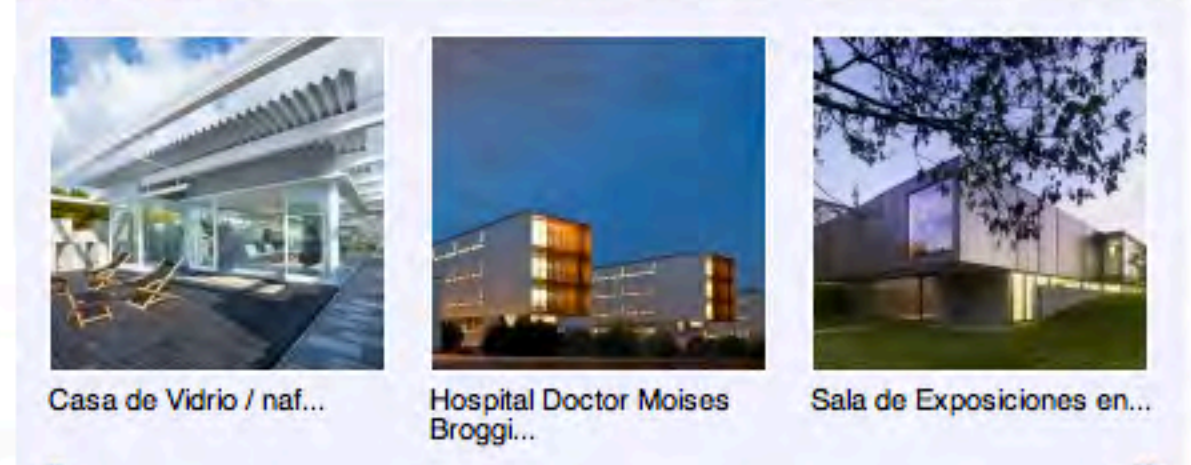 Casa de Vidrio / naf...
Hospital Doctor Moises
Broggi...
Sala de Exposiciones en...